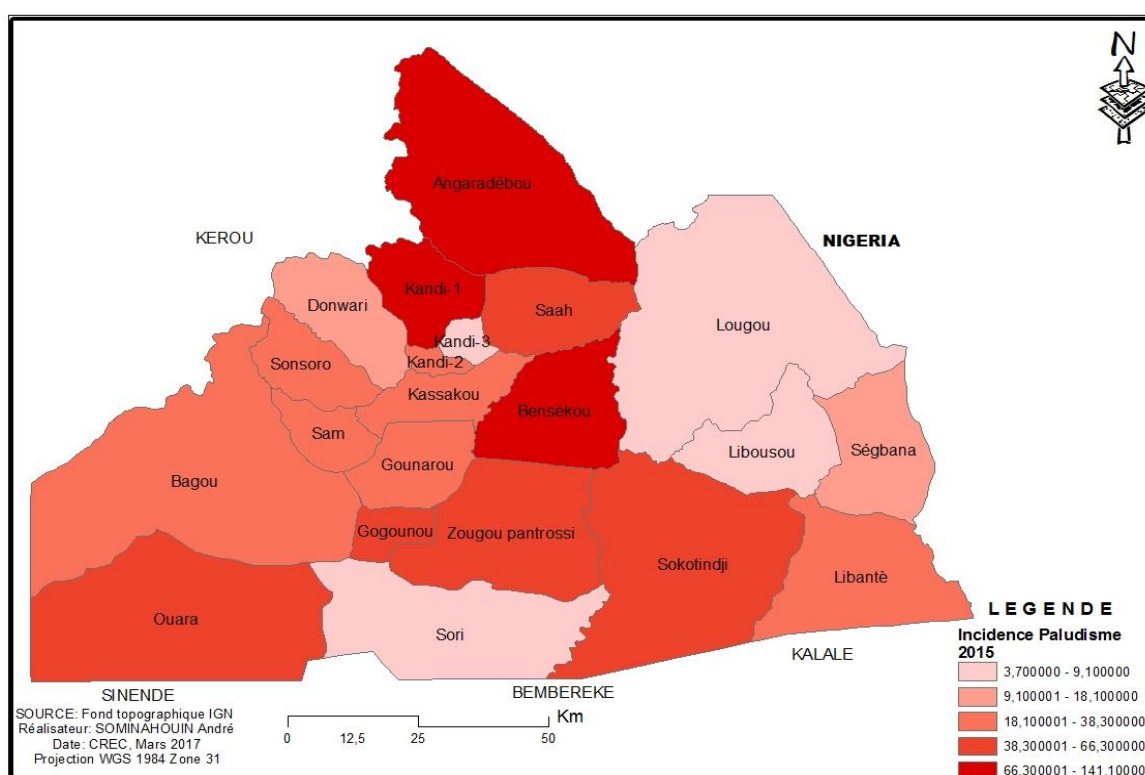 N
Angaradébou
KEROU
NIGERIA
Kandi-1
Donwari
Saah
Lougou
Kandi-3
Kandi-2
Sonsoro
Kassakou
Bensékou
Sam
Libousou
Ségbana
Gounarou
Bagou
Gogounou
Zougou pantrossi
Sokotindji
Libantè
Ouara
Sori
KALALE
SINENDE
BEMBEREKE
LEGENDE
Incidence Paludisme
2015
3,700000 - 9,100000
9,100001 - 18,100000
18,100001 - 38,300000
38,300001 - 66,300000
66,300001 - 141,10000
SOURCE: Fond topographique IGN
Réalisateur: SOMINAHOUIN André
Date: CREC, Mars 2017
Projection WGS 1984 Zone 31
Km
0 12,5 25 50